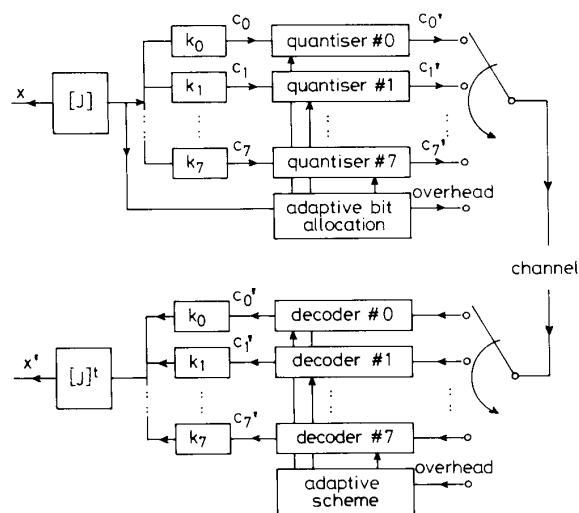 k₀ c₀ quantiser #0 c₀'
x [J] k₁ c₁ quantiser #1 c₁'
k₇ c₇ quantiser #7 c₇'
adaptive bit allocation overhead
channel
k₀ c₀' decoder #0
x' [J]ᵗ k₁ c₁' decoder #1
k₇ c₇' decoder #7
adaptive scheme overhead